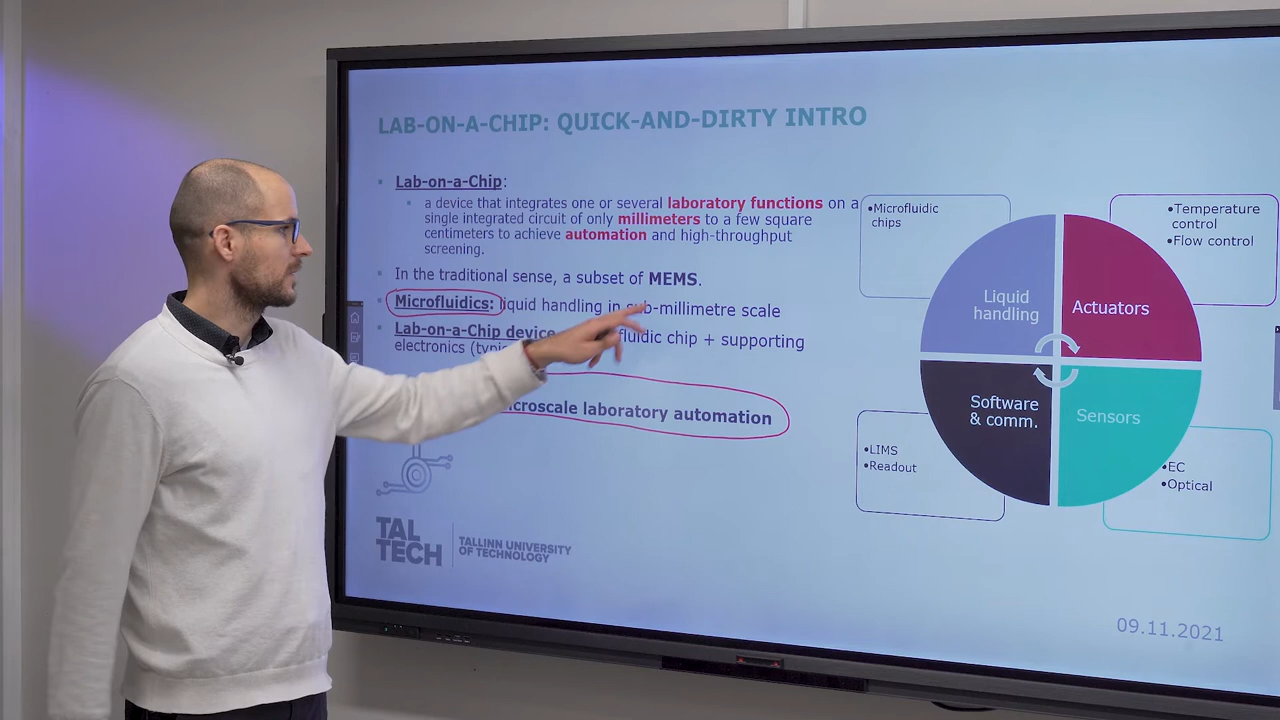 LAB-ON-A-CHIP: QUICK-AND-DIRTY INTRO
Lab-on-a-Chip:
a device that integrates one or several laboratory functions on a
single integrated circuit of only millimeters to a few square
centimeters to achieve automation and high-throughput
screening.
In the traditional sense, a subset of MEMS.
Microfluidics: liquid handling in sub-millimetre scale
Lab-on-a-Chip device chip + supporting
electronics
laboratory automation
•Microfluidic
chips
•Temperature
control
•Flow control
Liquid
handling
Actuators
Software
& comm.
Sensors
•LIMS
•Readout
•EC
•Optical
TAL
TECH
TALLINN UNIVERSITY
OF TECHNOLOGY
09.11.2021